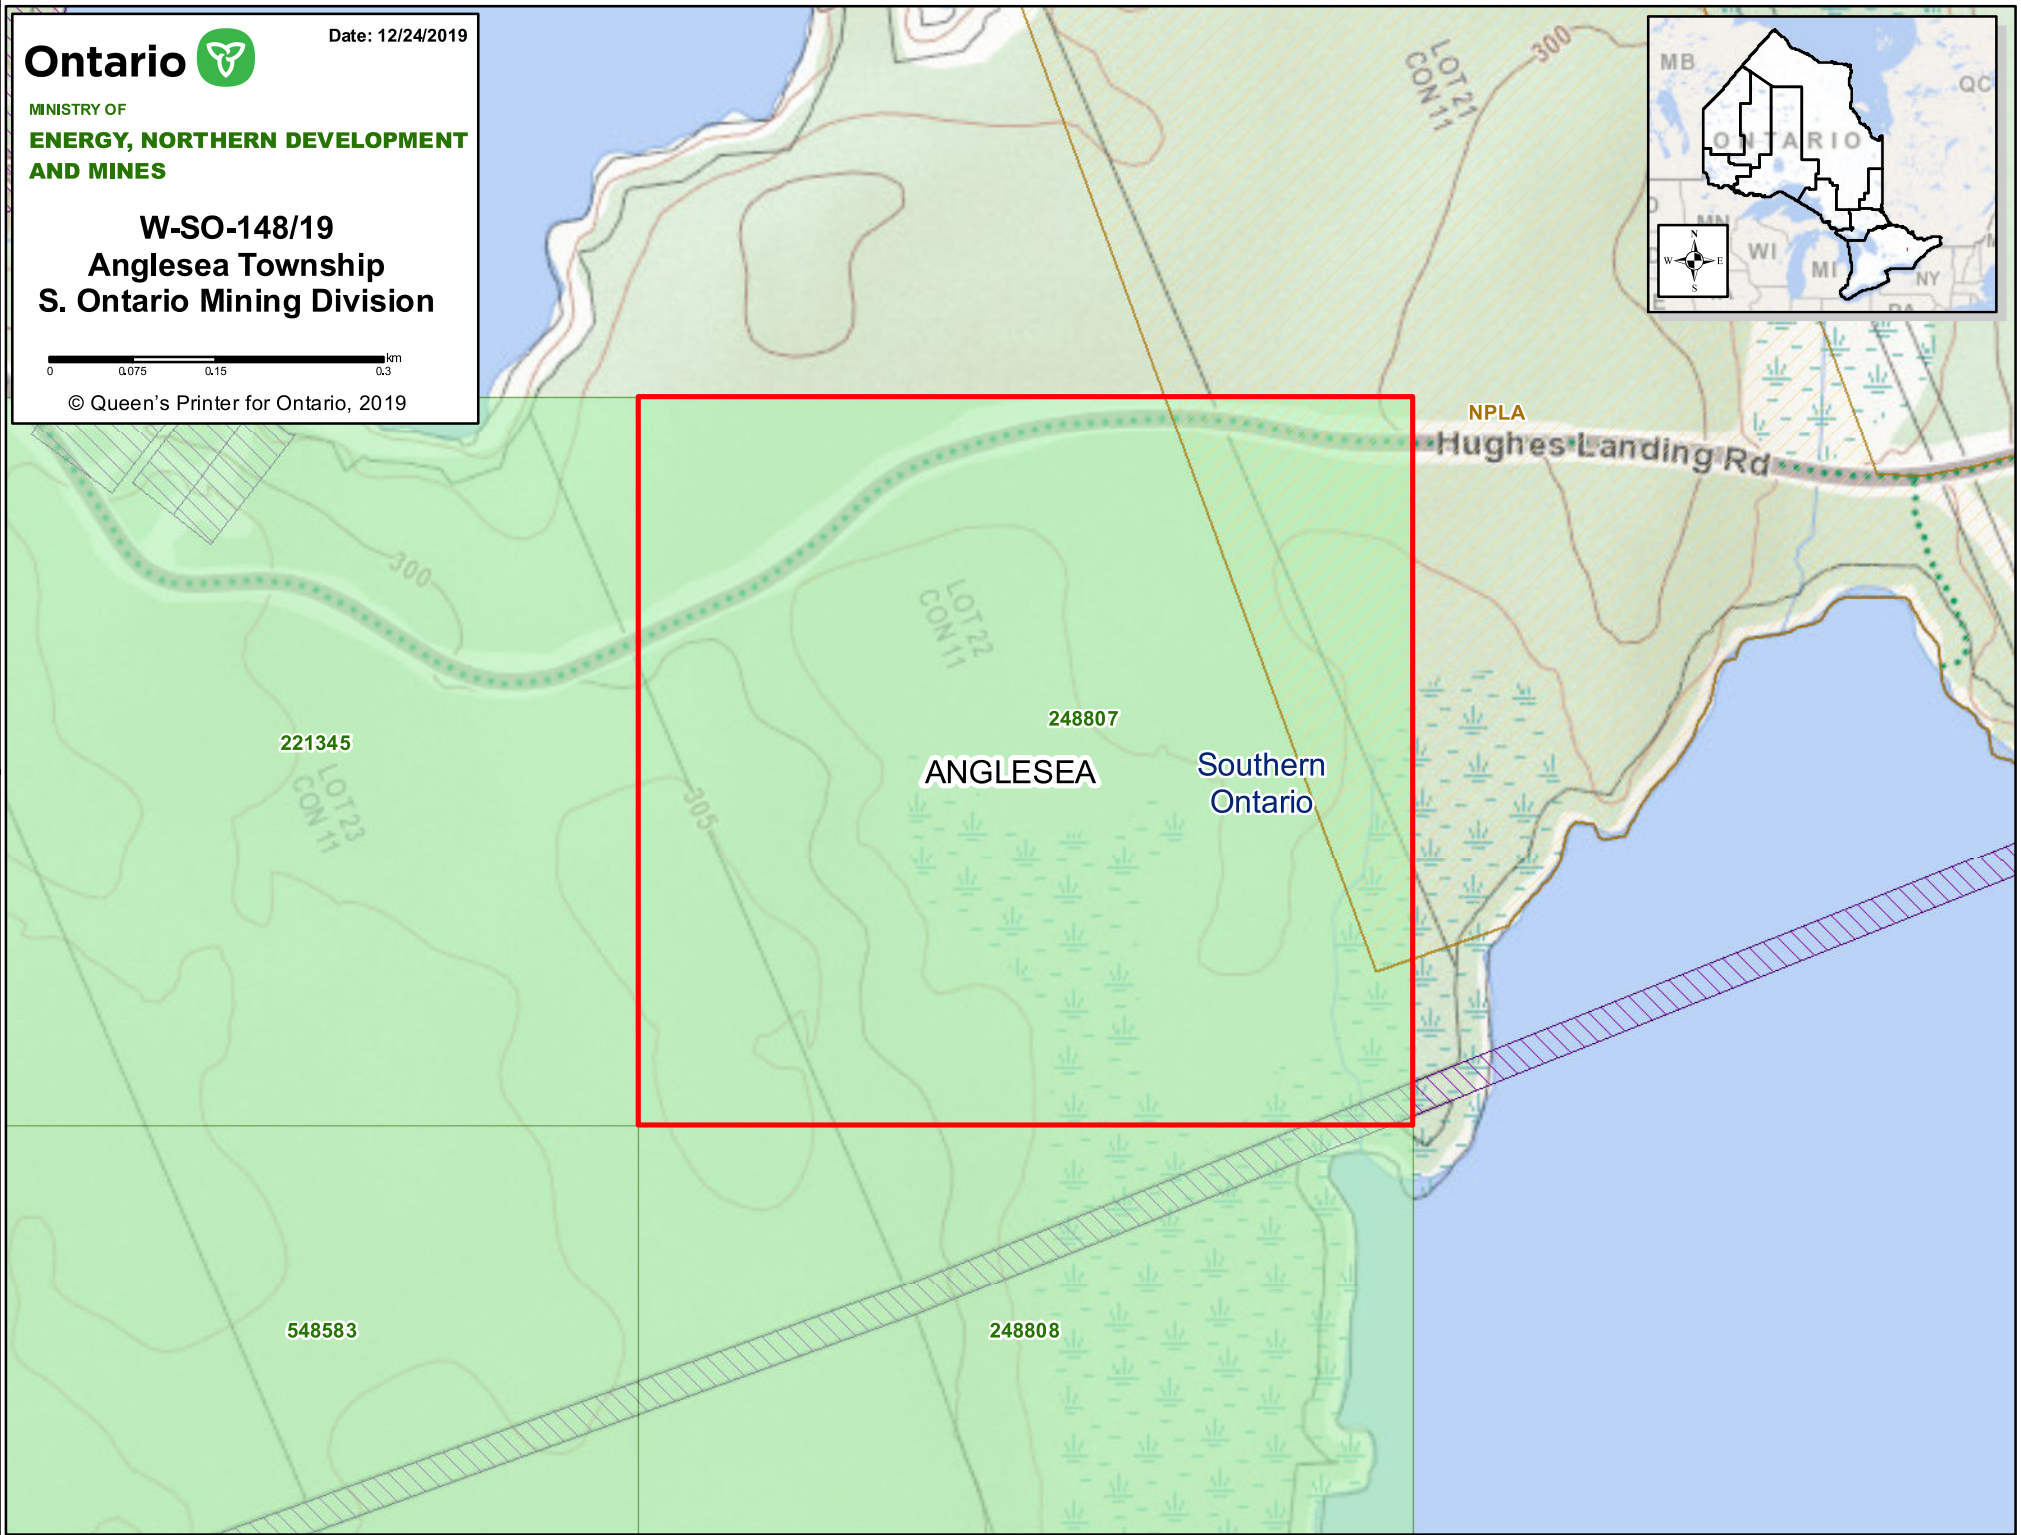 Ontario
Date: 12/24/2019
MINISTRY OF
ENERGY, NORTHERN DEVELOPMENT
AND MINES
W-SO-148/19
Anglesea Township
S. Ontario Mining Division
km
0 0.075 0.15 0.3
© Queen's Printer for Ontario, 2019
LOT 21
CON 11
300
MB
QC
ONTARIO
MN
WI
MI
NY
PA
N
W E
S
NPLA
Hughes Landing Rd
300
LOT 22
CON 11
248807
221345
ANGLESEA
Southern
Ontario
LOT 23
CON 11
305
548583
248808